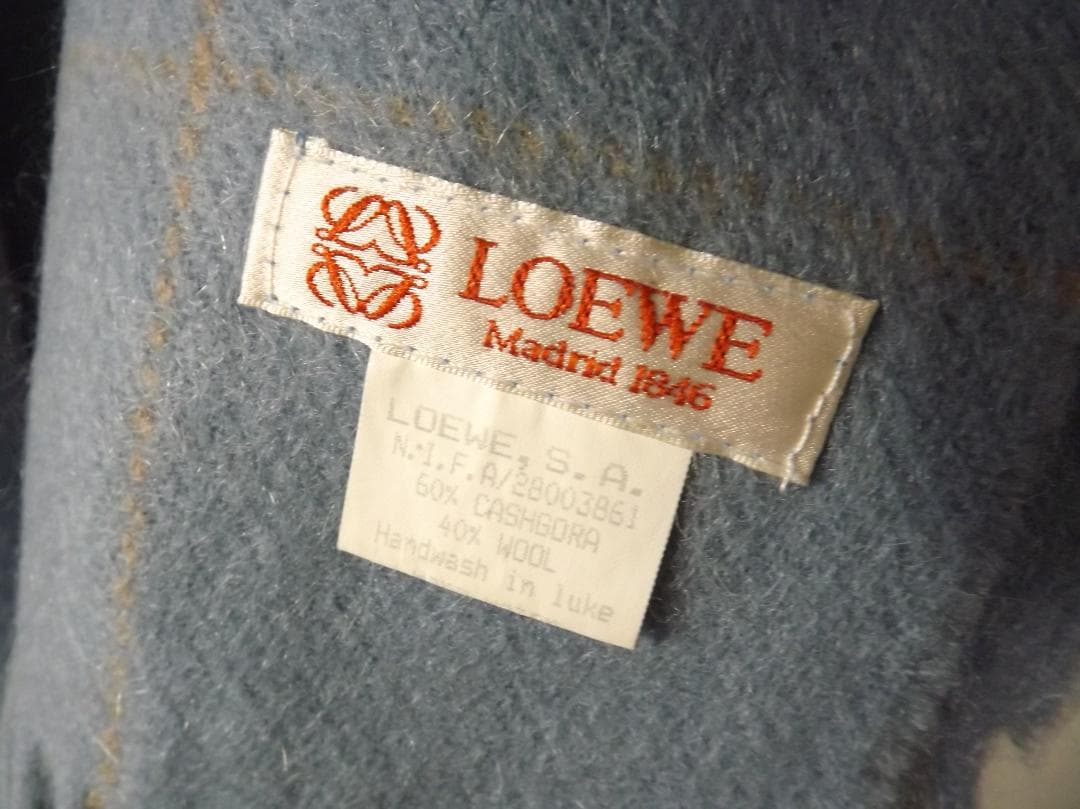 LOEWE
Madrid 1846
LOEWE, S. A.
N.I.F.A/28003861
60% CASHGORA
40% WOOL
Handwash in luke